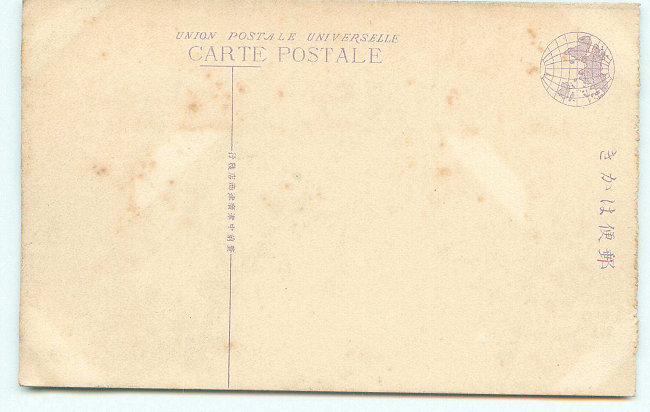 UNION POSTALE UNIVERSELLE
CARTE POSTALE
郵便はかき